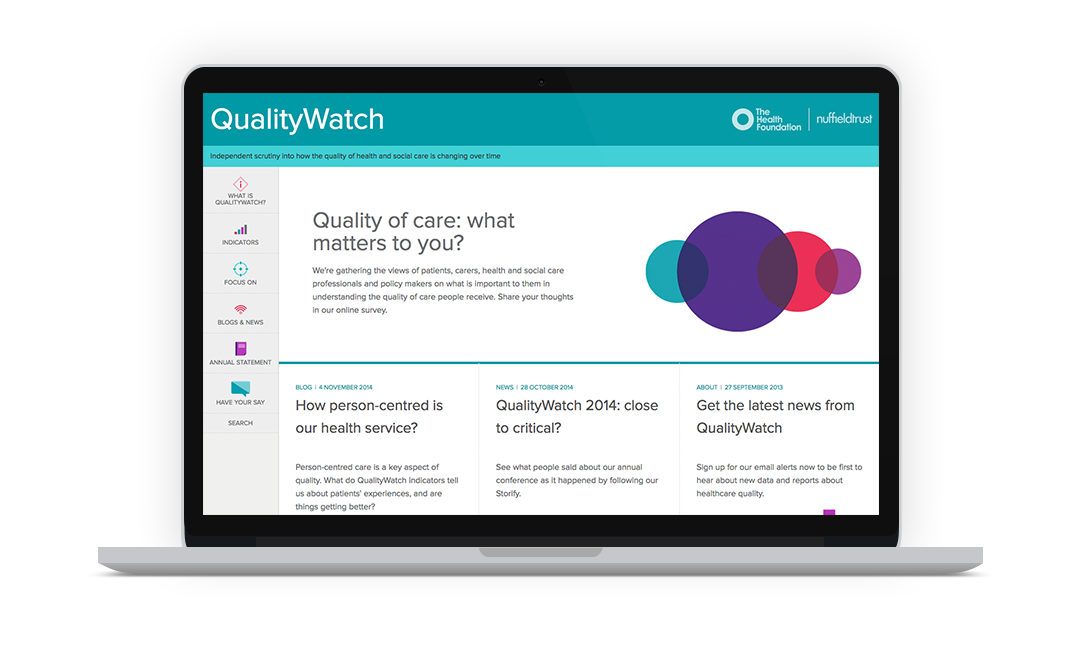 QualityWatch
The
Health
Foundation
nuffieldtrust
Independent scrutiny into how the quality of health and social care is changing over time
WHAT IS
QUALITYWATCH?
INDICATORS
FOCUS ON
BLOGS & NEWS
ANNUAL STATEMENT
HAVE YOUR SAY
SEARCH
Quality of care: what
matters to you?
We're gathering the views of patients, carers, health and social care
professionals and policy makers on what is important to them in
understanding the quality of care people receive. Share your thoughts
in our online survey.
BLOG | 4 NOVEMBER 2014
How person-centred is
our health service?
Person-centred care is a key aspect of
quality. What do QualityWatch indicators tell
us about patients' experiences, and are
things getting better?
NEWS | 28 OCTOBER 2014
QualityWatch 2014: close
to critical?
See what people said about our annual
conference as it happened by following our
Storify.
ABOUT | 27 SEPTEMBER 2013
Get the latest news from
QualityWatch
Sign up for our email alerts now to be first to
hear about new data and reports about
healthcare quality.